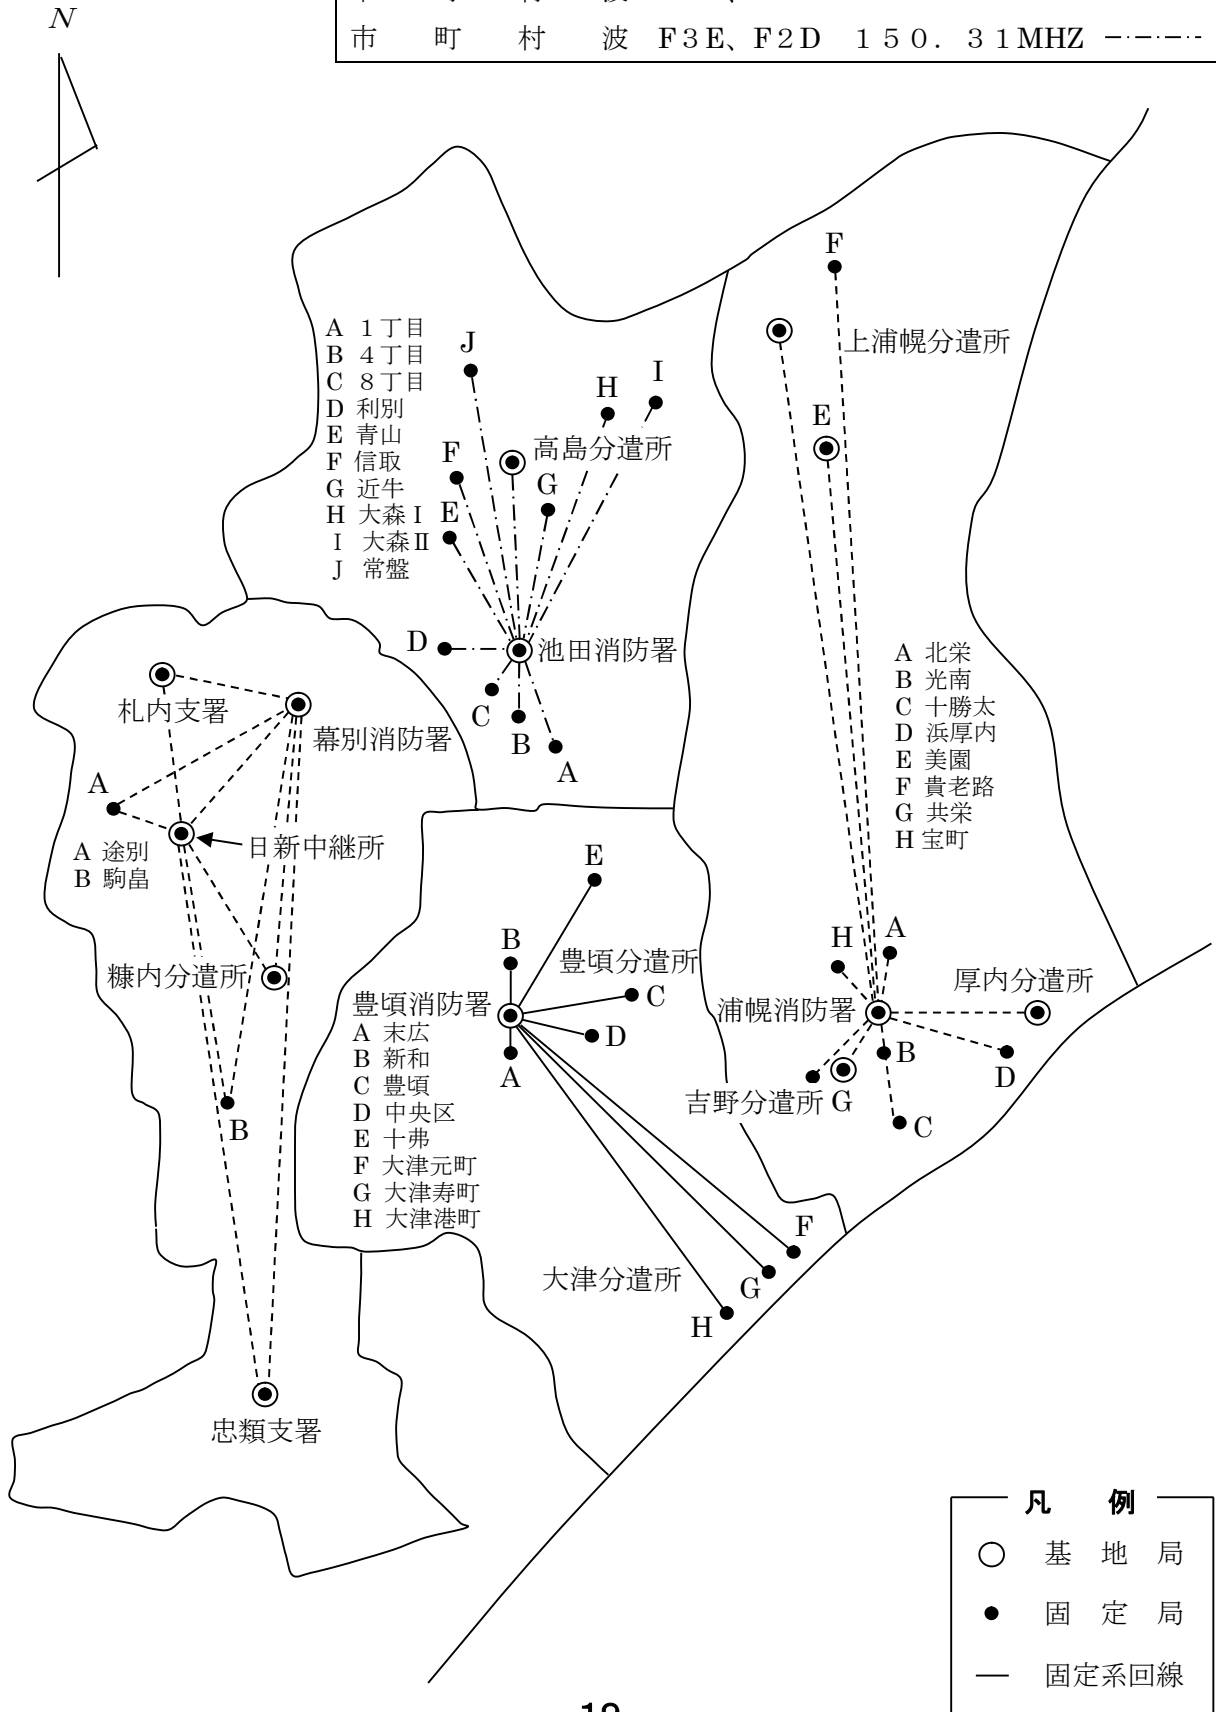 N
市 町 村 波 F3E、F2D 150.31MHZ
F
上浦幌分遣所
E
A 1丁目
B 4丁目
C 8丁目
D 利別
E 青山
F 信取
G 近牛
H 大森Ⅰ
I 大森Ⅱ
J 常盤
J
H
I
高島分遣所
F
G
E
D
池田消防署
C
B
A
札内支署
幕別消防署
A
日新中継所
A 途別
B 駒畠
糠内分遣所
B
忠類支署
A 北栄
B 光南
C 十勝太
D 浜厚内
E 美園
F 貴老路
G 共栄
H 宝町
E
B
豊頃分遣所
C
豊頃消防署
D
A
A 末広
B 新和
C 豊頃
D 中央区
E 十弗
F 大津元町
G 大津寿町
H 大津港町
F
大津分遣所
G
H
H
A
厚内分遣所
浦幌消防署
B
D
吉野分遣所
G
C
凡 例
基 地 局
固 定 局
固定系回線